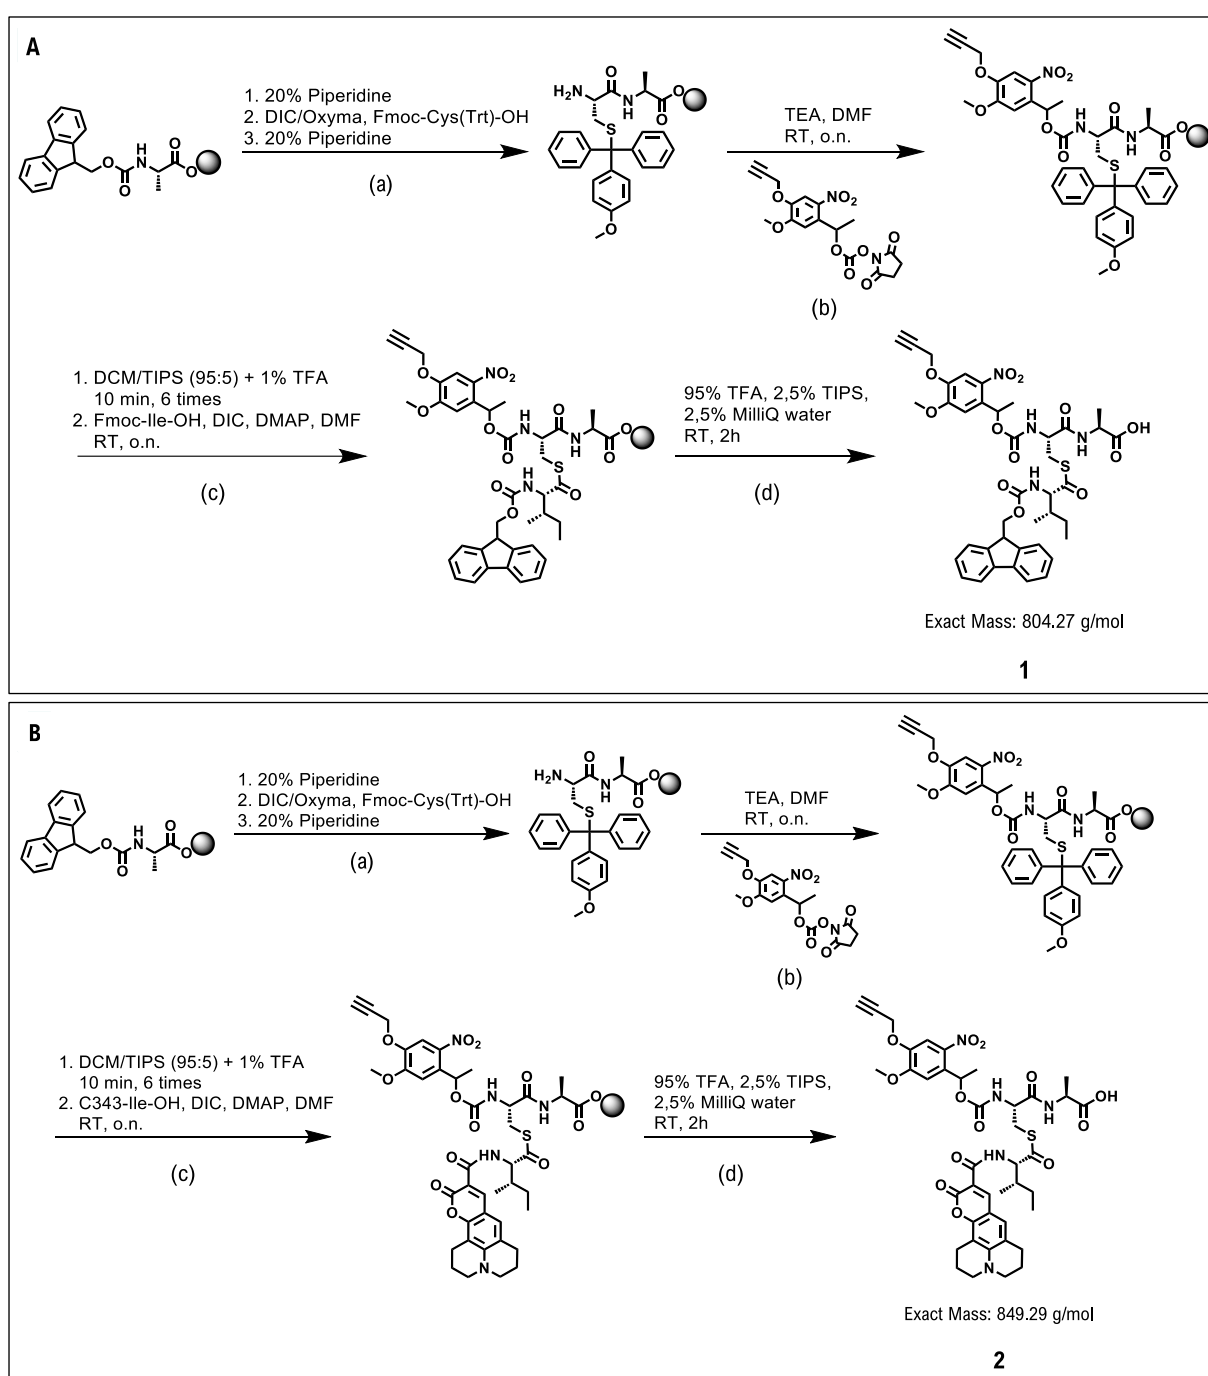 A
1. 20% Piperidine
2. DIC/Oxyma, Fmoc-Cys(Trt)-OH
3. 20% Piperidine
(a)
TEA, DMF
RT, o.n.
(b)
1. DCM/TIPS (95:5) + 1% TFA
10 min, 6 times
2. Fmoc-Ile-OH, DIC, DMAP, DMF
RT, o.n.
(c)
95% TFA, 2,5% TIPS,
2,5% MilliQ water
RT, 2h
(d)
Exact Mass: 804.27 g/mol
1
B
1. 20% Piperidine
2. DIC/Oxyma, Fmoc-Cys(Trt)-OH
3. 20% Piperidine
(a)
TEA, DMF
RT, o.n.
(b)
1. DCM/TIPS (95:5) + 1% TFA
10 min, 6 times
2. C343-Ile-OH, DIC, DMAP, DMF
RT, o.n.
(c)
95% TFA, 2,5% TIPS,
2,5% MilliQ water
RT, 2h
(d)
Exact Mass: 849.29 g/mol
2